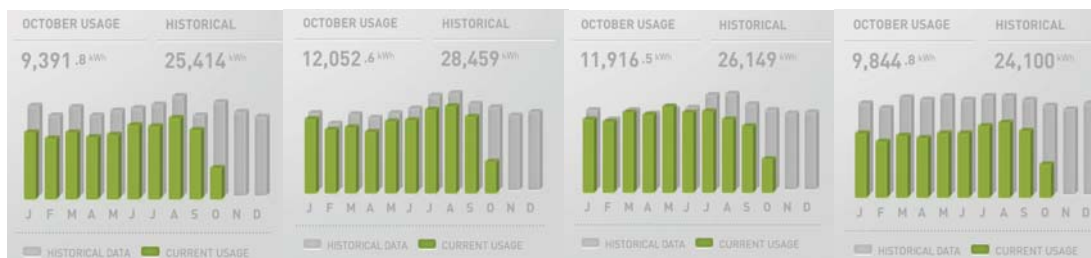 OCTOBER USAGE HISTORICAL
9,391.8 kWh 25,414 kWh
J F M A M J J A S O N D
HISTORICAL DATA CURRENT USAGE
OCTOBER USAGE HISTORICAL
12,052.6 kWh 28,459 kWh
J F M A M J J A S O N D
HISTORICAL DATA CURRENT USAGE
OCTOBER USAGE HISTORICAL
11,916.5 kWh 26,149 kWh
J F M A M J J A S O N D
HISTORICAL DATA CURRENT USAGE
OCTOBER USAGE HISTORICAL
9,844.8 kWh 24,100 kWh
J F M A M J J A S O N D
HISTORICAL DATA CURRENT USAGE